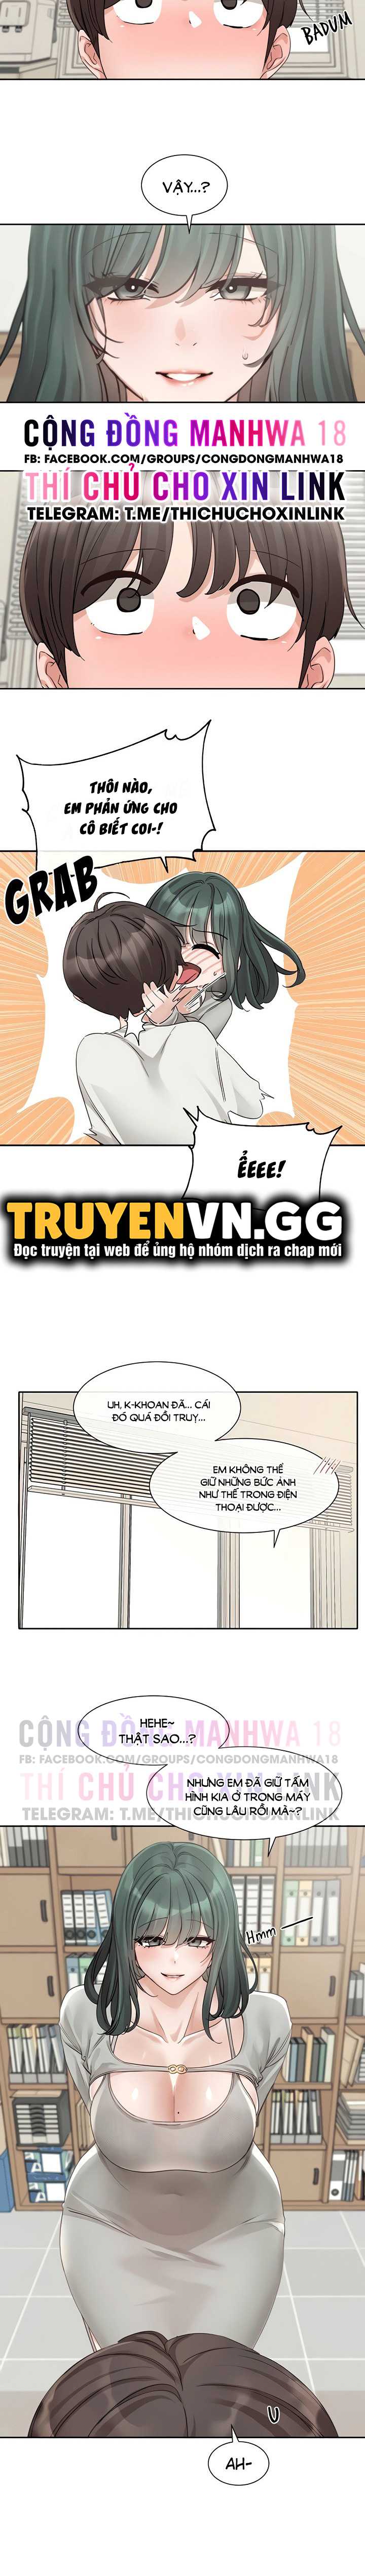 BADUM
VẬY...?
CỘNG ĐỒNG MANHWA 18
FB: FACEBOOK.COM/GROUPS/CONGDONGMANHWA18
THÍ CHỦ CHO XIN LINK
TELEGRAM: T.ME/THICHUCHOXINLINK
THÔI NÀO,
EM PHẢN ỨNG CHO
CÔ BIẾT COI-!
GRAB
ỂEEE!
TRUYENVN.GG
Đọc truyện tại web để ủng hộ nhóm dịch ra chap mới
UH, K-KHOAN ĐÃ... CÁI
ĐÓ QUÁ ĐỒI TRUỴ...
EM KHÔNG THỂ
GIỮ NHỮNG BỨC ẢNH
NHƯ THẾ TRONG ĐIỆN
THOẠI ĐƯỢC...
CỘNG ĐỒNG MANHWA 18
HEHE~
THẬT SAO...?
FB: FACEBOOK.COM/GROUPS/CONGDONGMANHWA18
THÍ CHỦ CHO XIN LINK
NHƯNG EM ĐÃ GIỮ TẤM
HÌNH KIA Ở TRONG MÁY
CŨNG LÂU RỒI MÀ~?
TELEGRAM: T.ME/THICHUCHOXINLINK
Hmm
U
AH-